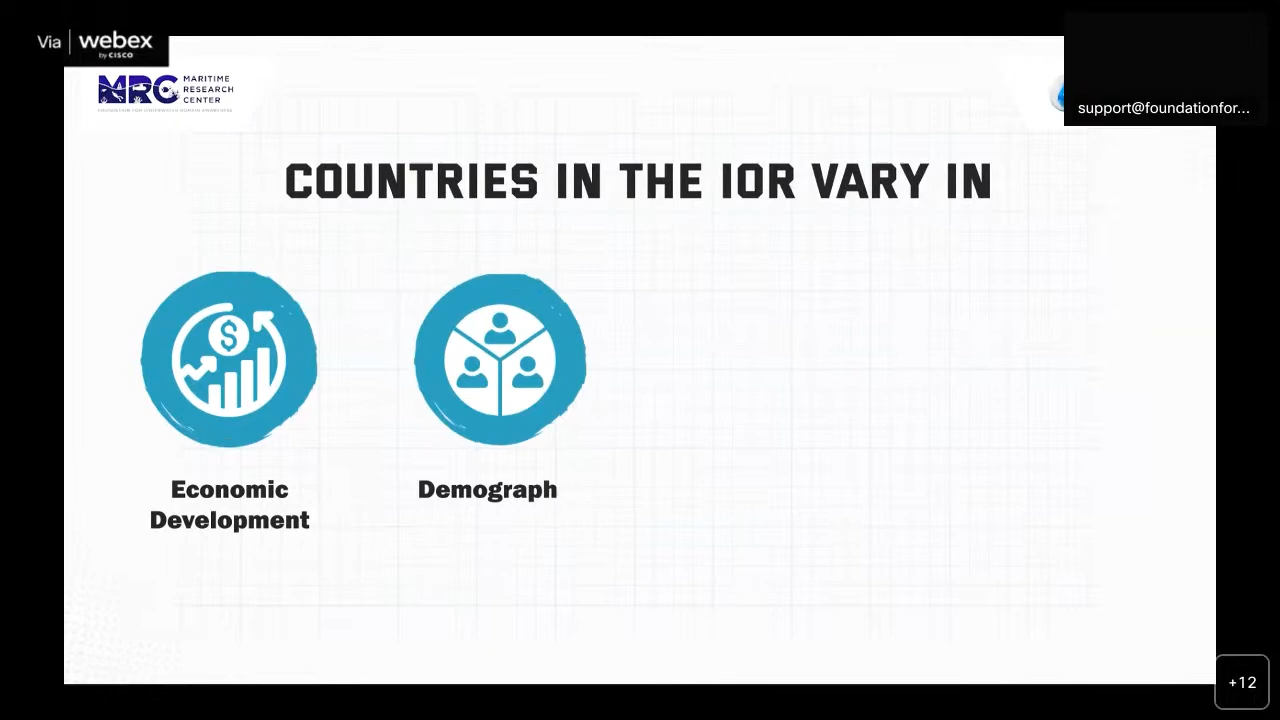 Via webex
by CISCO
MRC MARITIME
RESEARCH
CENTER
support@foundationfor...
COUNTRIES IN THE IOR VARY IN
$
Economic
Development
Demograph
+12